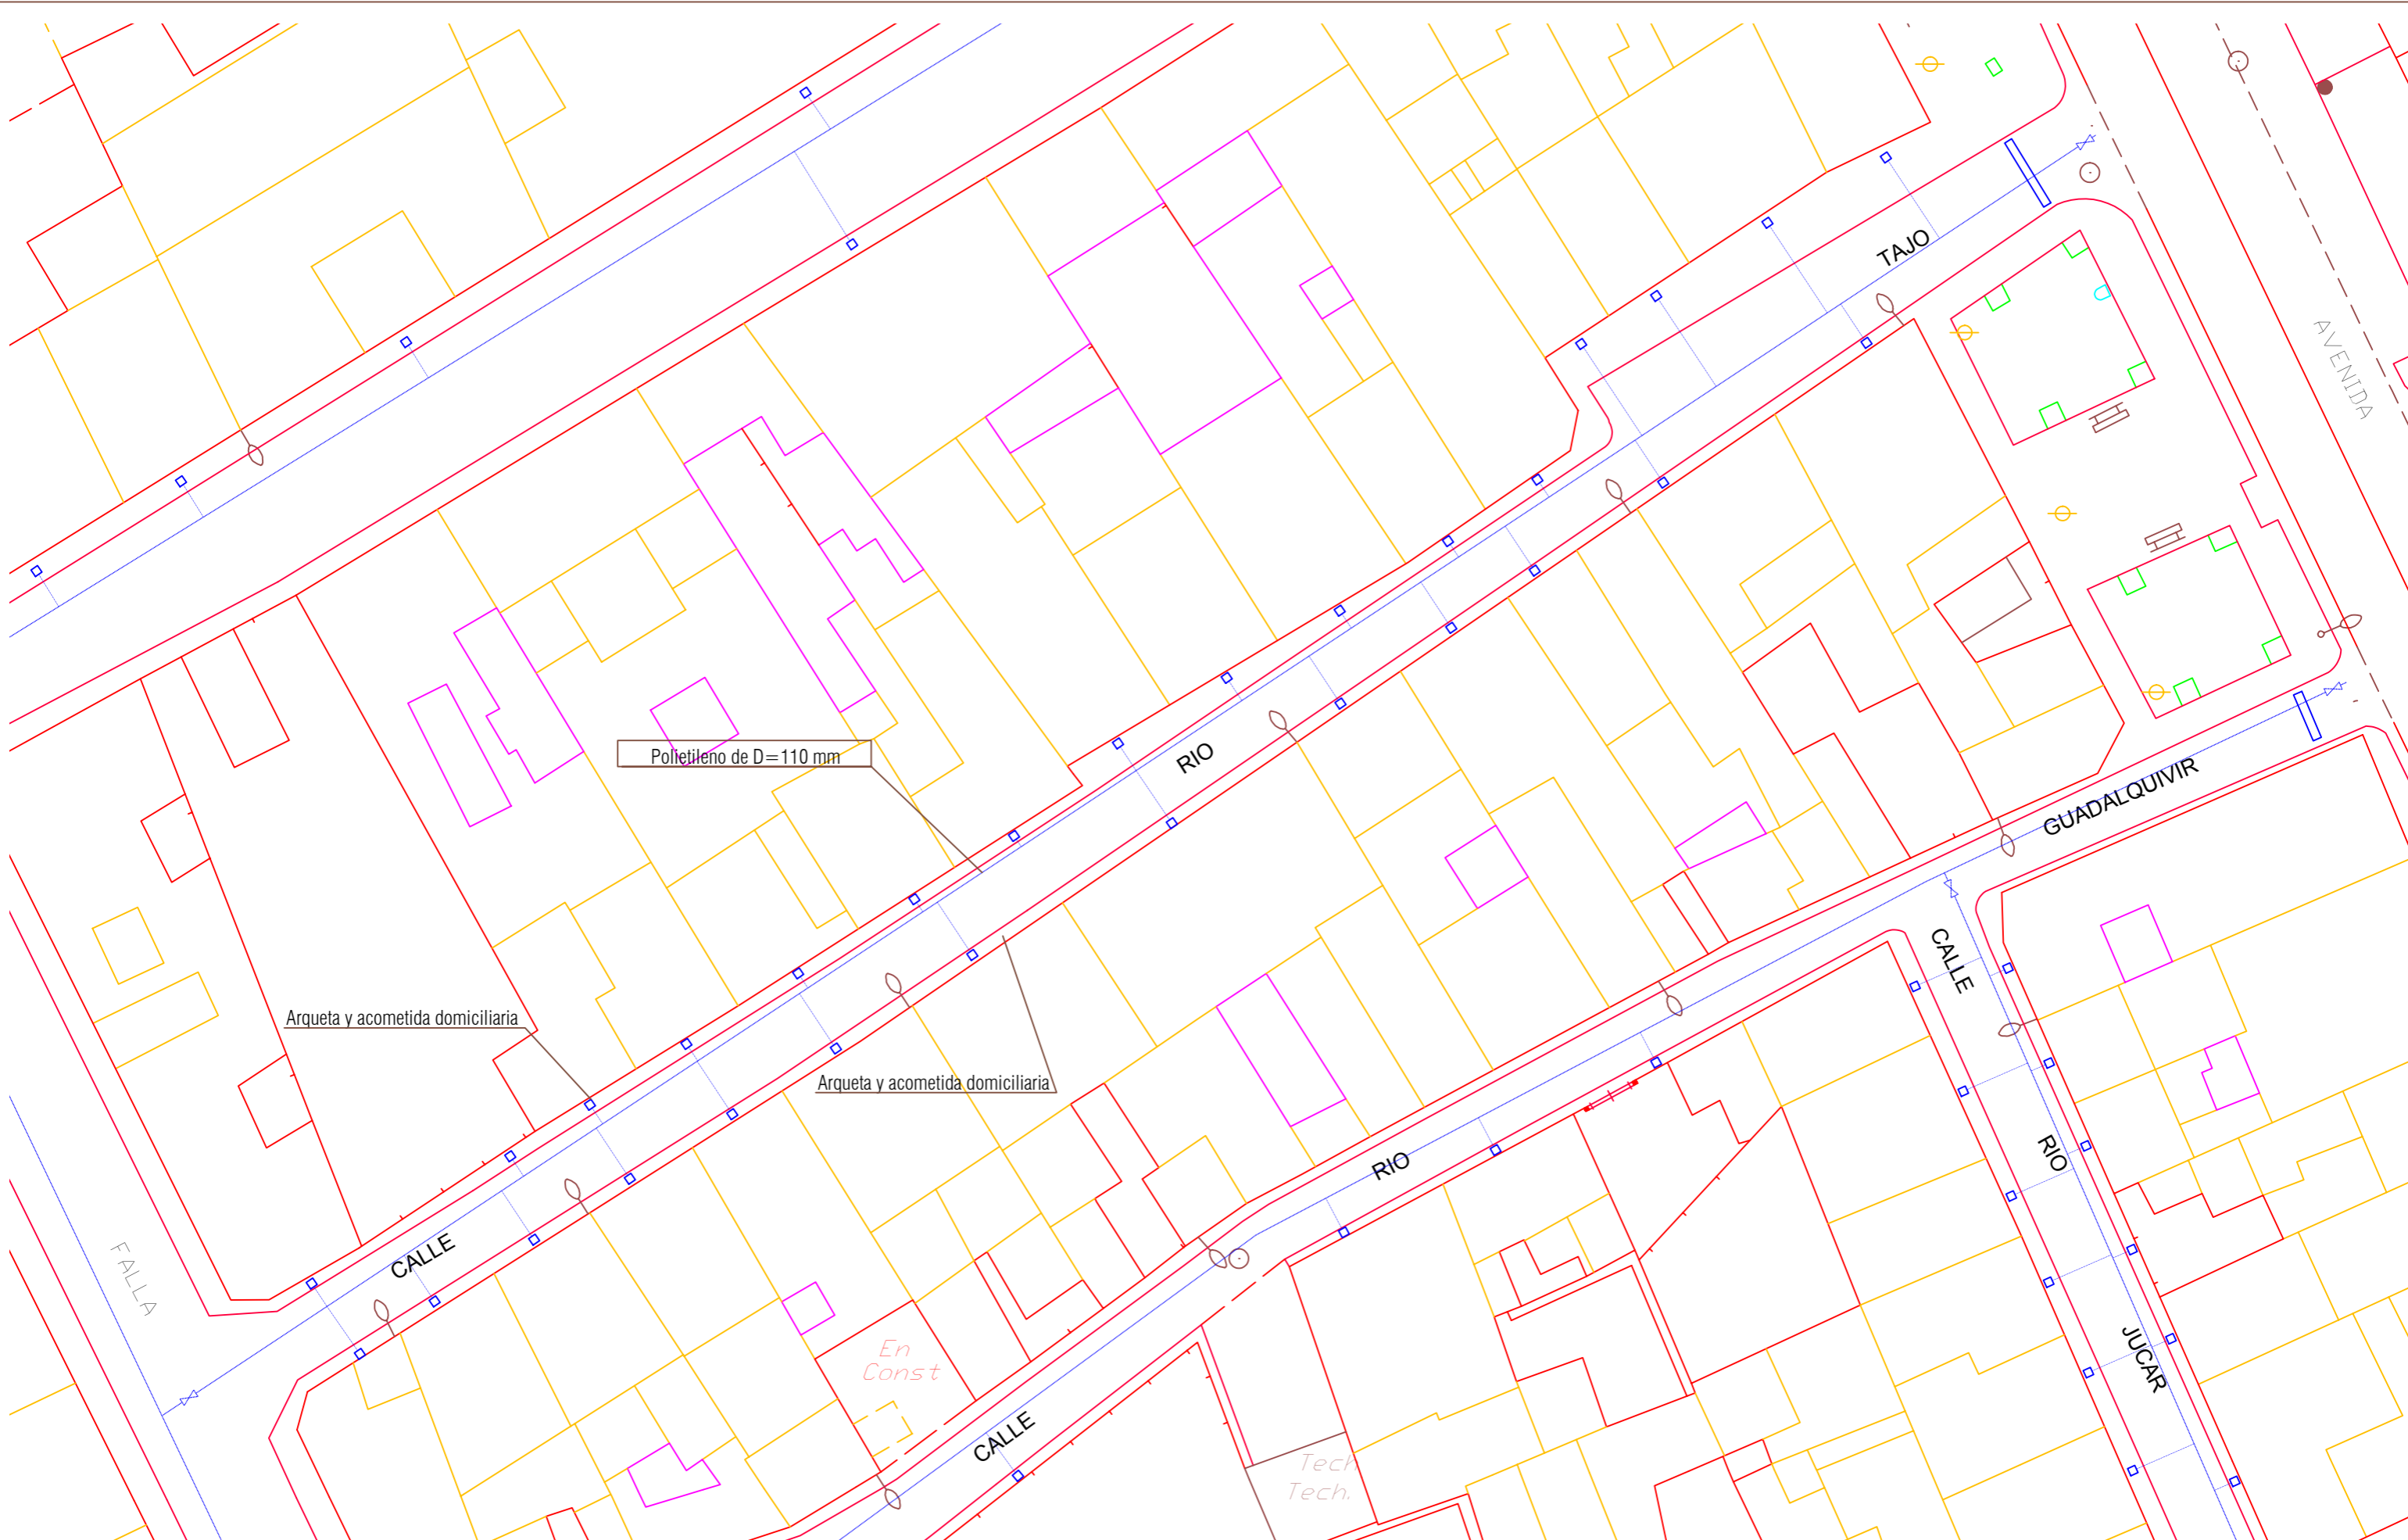 TAJO
AVENIDA
Polietileno de D=110 mm
RIO
GUADALQUIVIR
CALLE
Arqueta y acometida domiciliaria
Arqueta y acometida domiciliaria
RIO
RIO
CALLE
FALLA
En
Const
JUCAR
CALLE
Tech
Tech.